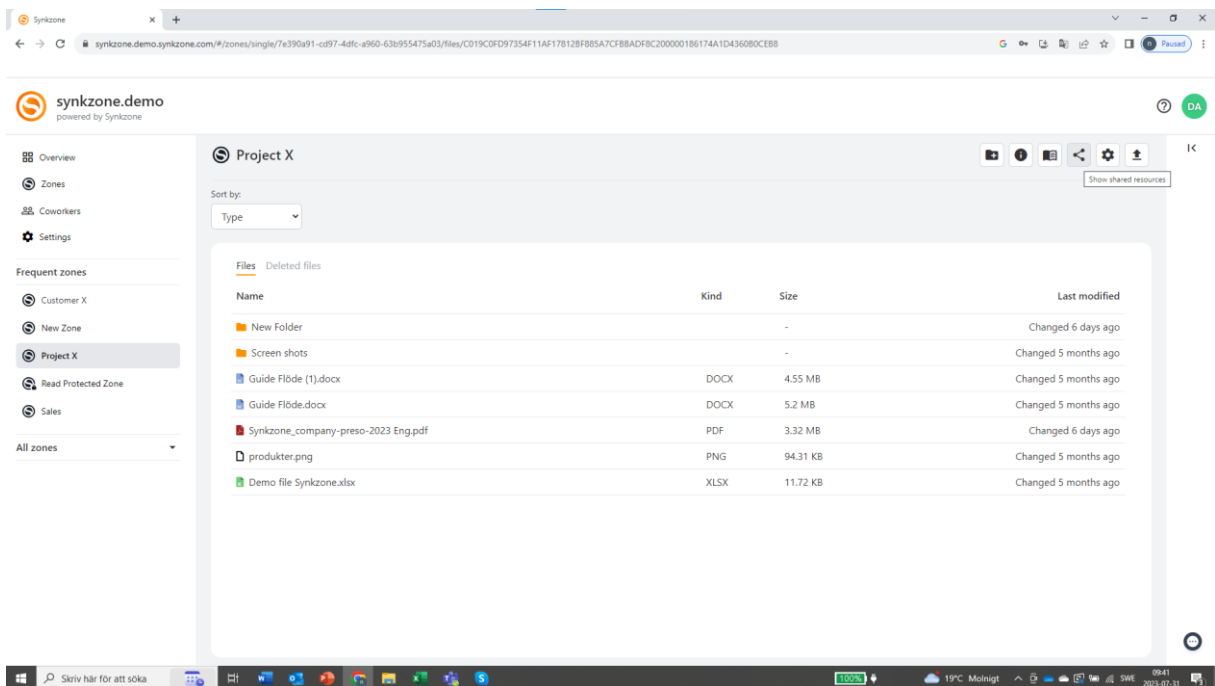 Synkzone
synkzone.demo.synkzone.com/#/zones/single/7e390a91-cd97-4dfc-a960-63b955475a03/files/C019C0FD97354F11AF17812BF885A7CFBBADF8C200000186174A1D436080CEB8
n Pausad
synkzone.demo
powered by Synkzone
DA
Overview
Zones
Coworkers
Settings
Frequent zones
Customer X
New Zone
Project X
Read Protected Zone
Sales
All zones
Project X
Show shared resources
Sort by:
Type
Files Deleted files
Name Kind Size Last modified
New Folder - Changed 6 days ago
Screen shots - Changed 5 months ago
Guide Flöde (1).docx DOCX 4.55 MB Changed 5 months ago
Guide Flöde.docx DOCX 5.2 MB Changed 5 months ago
Synkzone_company-preso-2023 Eng.pdf PDF 3.32 MB Changed 6 days ago
produkter.png PNG 94.31 KB Changed 5 months ago
Demo file Synkzone.xlsx XLSX 11.72 KB Changed 5 months ago
Skriv här för att söka
100%
19°C Molnigt
SWE
09:41
2023-07-31